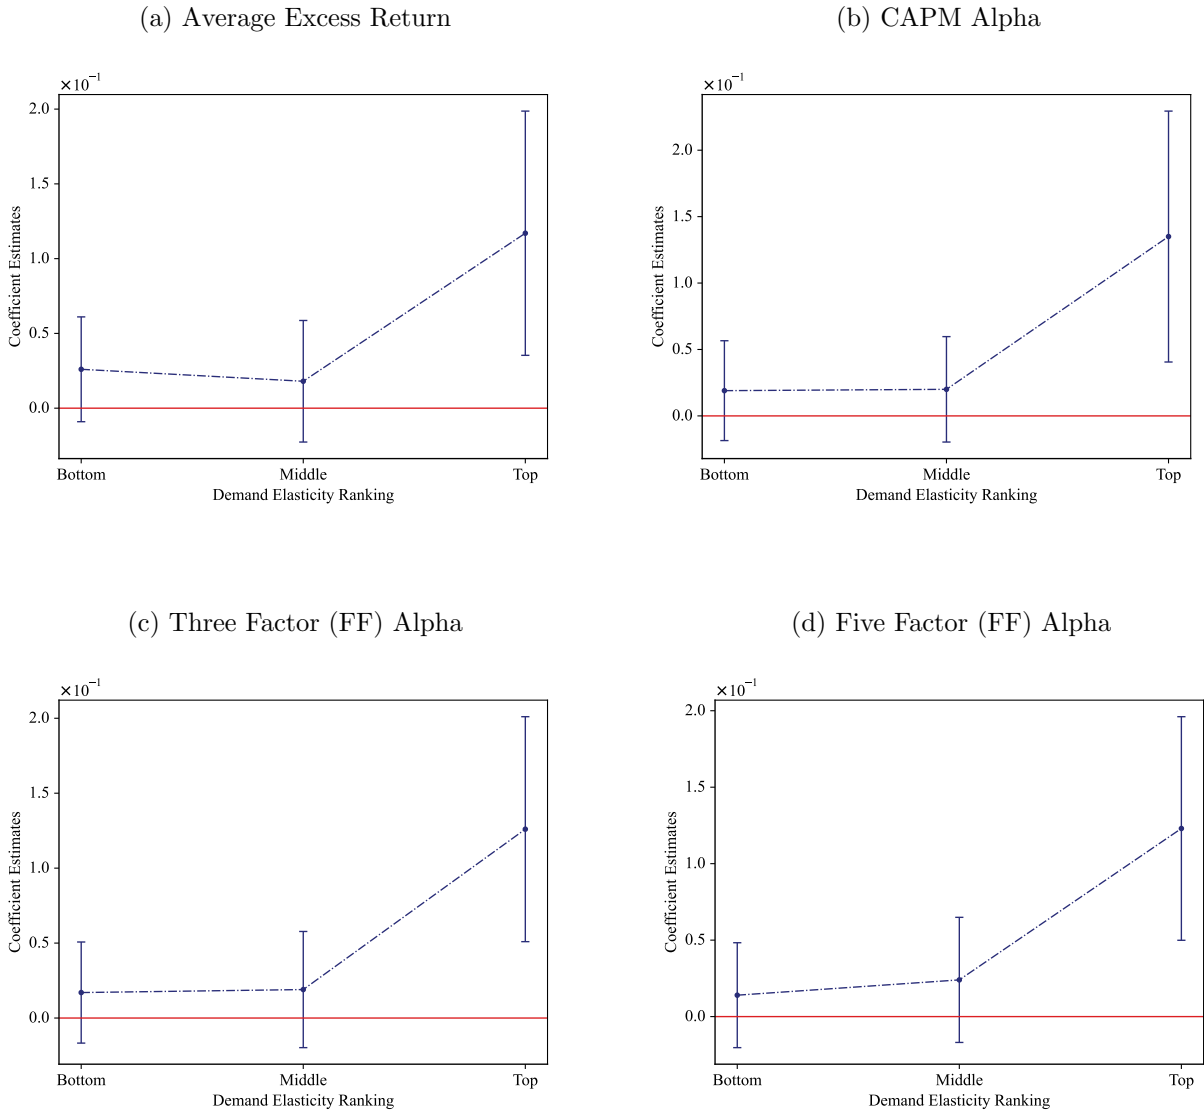 (a) Average Excess Return
×10⁻¹
2.0
1.5
1.0
0.5
0.0
Coefficient Estimates
Bottom Middle Top
Demand Elasticity Ranking
(b) CAPM Alpha
×10⁻¹
2.0
1.5
1.0
0.5
0.0
Coefficient Estimates
Bottom Middle Top
Demand Elasticity Ranking
(c) Three Factor (FF) Alpha
×10⁻¹
2.0
1.5
1.0
0.5
0.0
Coefficient Estimates
Bottom Middle Top
Demand Elasticity Ranking
(d) Five Factor (FF) Alpha
×10⁻¹
2.0
1.5
1.0
0.5
0.0
Coefficient Estimates
Bottom Middle Top
Demand Elasticity Ranking